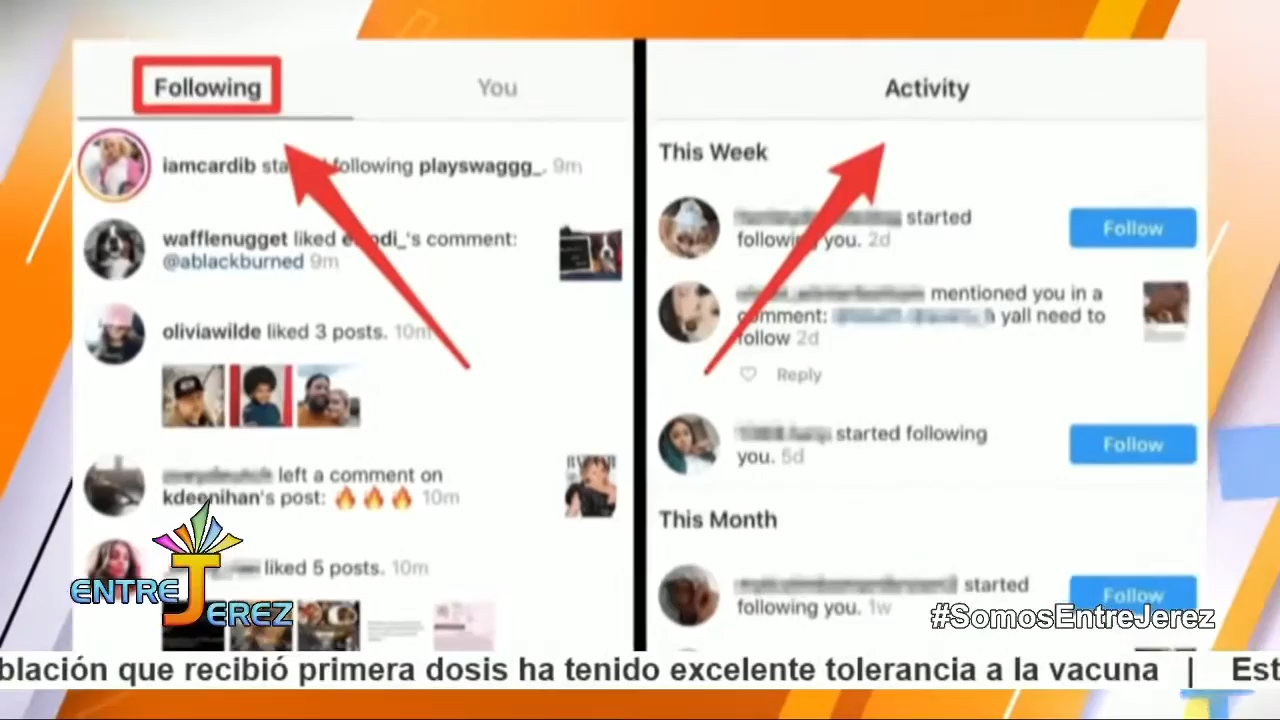 Following
You
iamcardib following playswaggg_. 9m
wafflenugget liked 's comment:
@ablackburned 9m
oliviawilde liked 3 posts. 10m
left a comment on
kdeenihan's post: 🔥🔥🔥 10m
liked 5 posts. 10m
Activity
This Week
started
following you. 2d
Follow
mentioned you in a
comment: yall need to
follow 2d
Reply
started following
you. 5d
Follow
This Month
started
following you. 1w
Follow
ENTRE JEREZ
#SomosEntreJerez
blación que recibió primera dosis ha tenido excelente tolerancia a la vacuna | Est